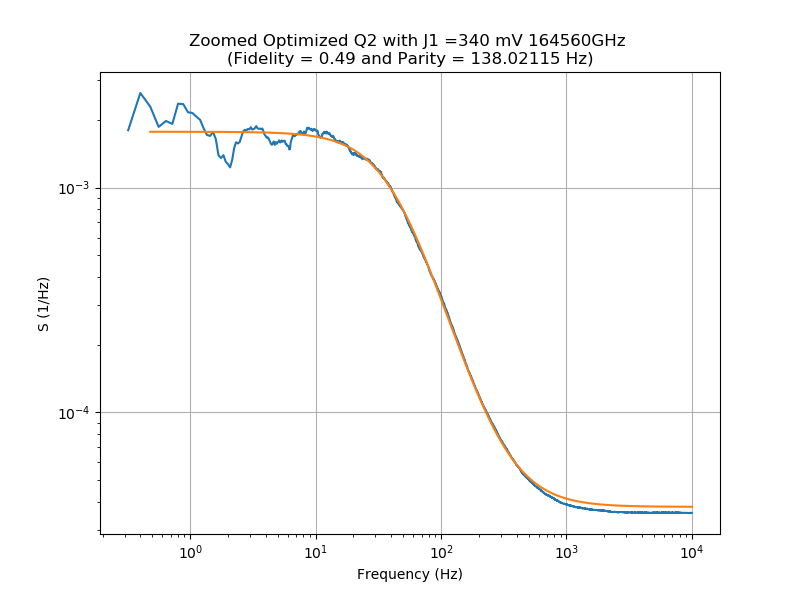 Zoomed Optimized Q2 with J1 =340 mV 164560GHz
(Fidelity = 0.49 and Parity = 138.02115 Hz)
S (1/Hz)
10⁻³
10⁻⁴
10⁰ 10¹ 10² 10³ 10⁴
Frequency (Hz)